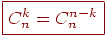 $C_n^k = C_n^{n-k}$